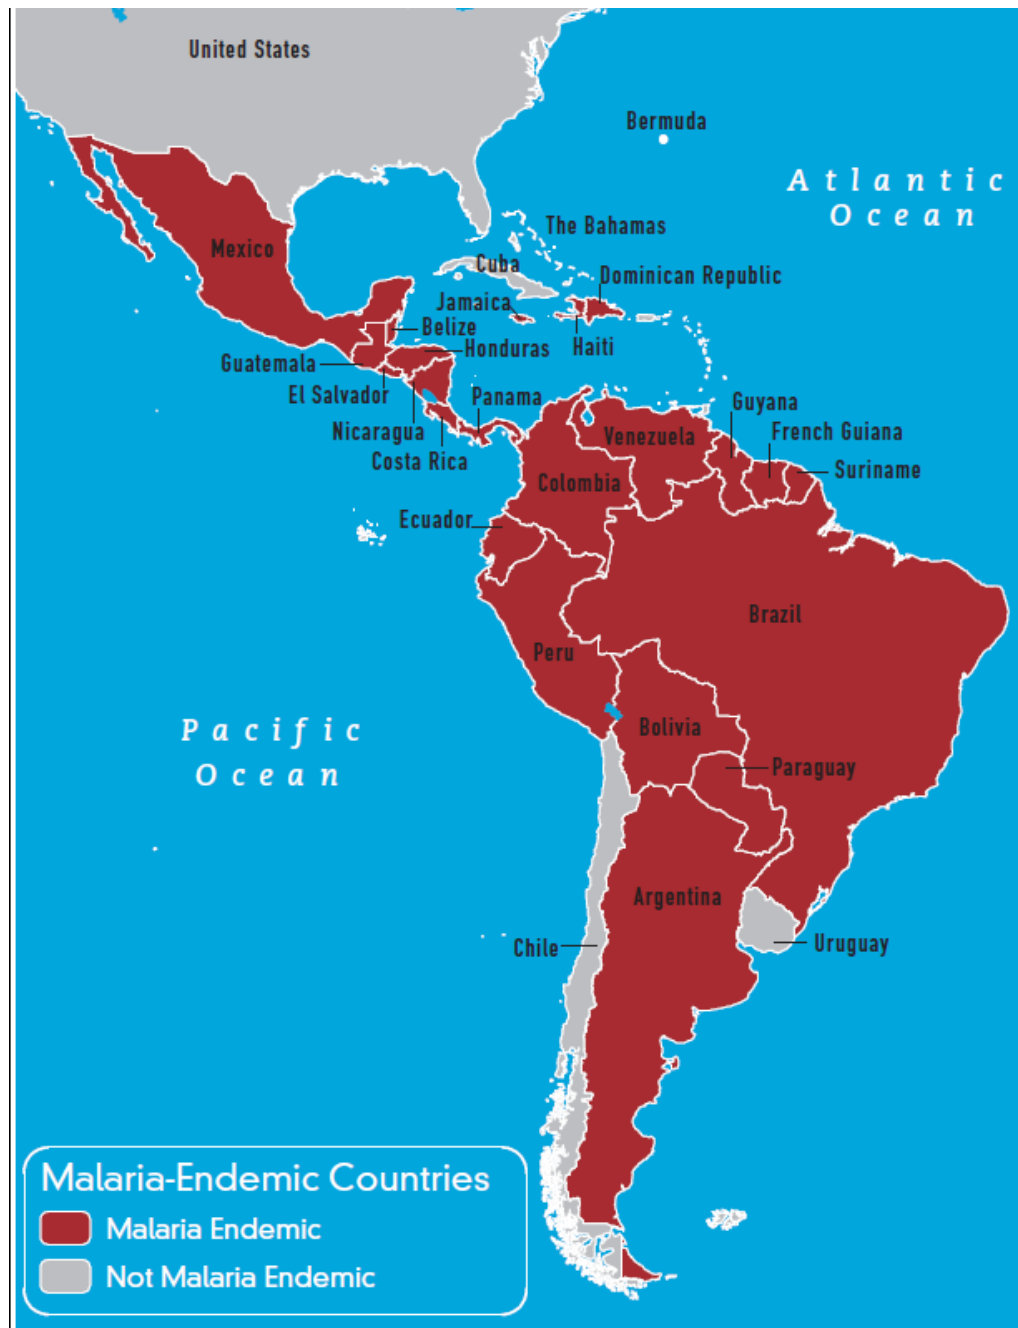 United States
Bermuda
Atlantic
Ocean
The Bahamas
Mexico
Cuba
Dominican Republic
Jamaica
Belize
Honduras
Haiti
Guatemala
El Salvador
Panama
Guyana
Nicaragua
French Guiana
Venezuela
Costa Rica
Suriname
Colombia
Ecuador
Brazil
Peru
Pacific
Ocean
Bolivia
Paraguay
Argentina
Chile
Uruguay
Malaria-Endemic Countries
Malaria Endemic
Not Malaria Endemic